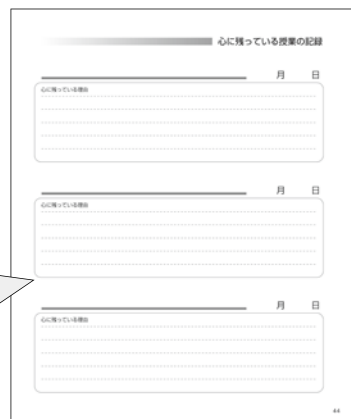 心に残っている授業の記録
月 日
心に残っている理由
月 日
心に残っている理由
月 日
心に残っている理由
44